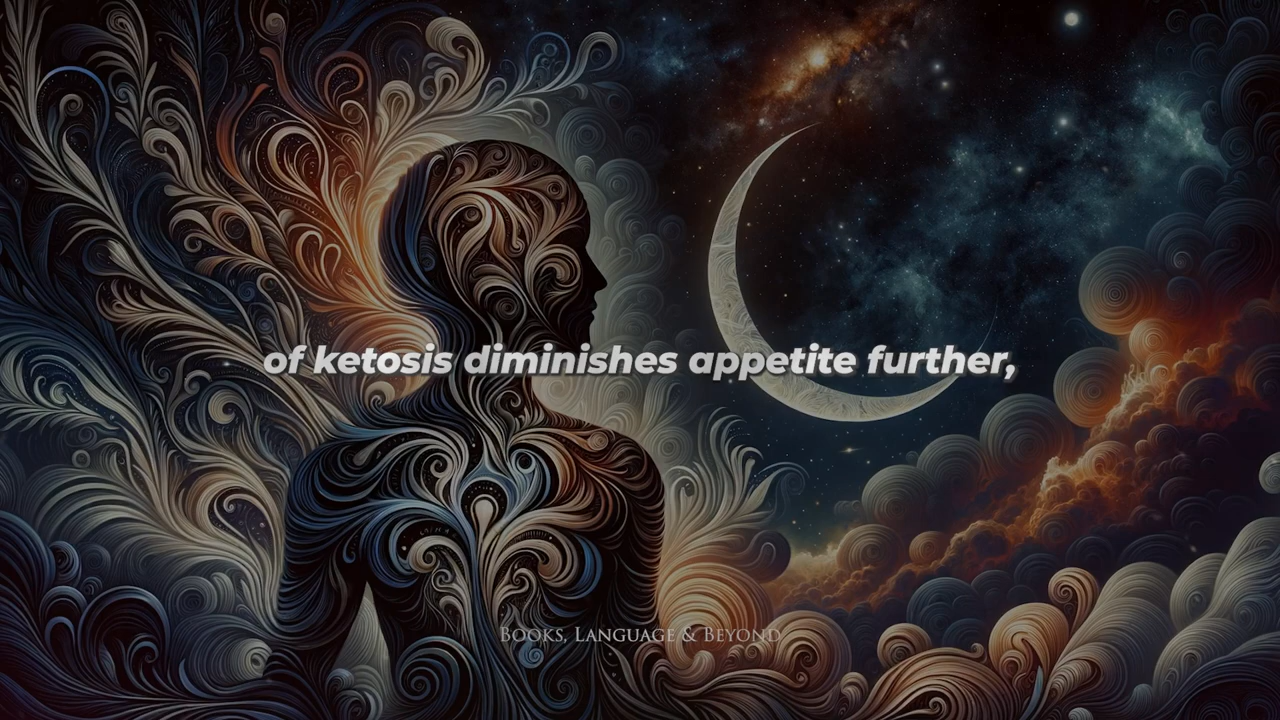 of ketosis diminishes appetite further,
Books, Language & Beyond